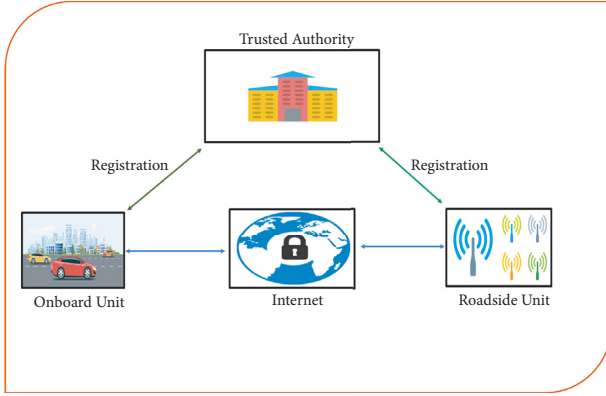 Trusted Authority
Registration
Registration
Onboard Unit
Internet
Roadside Unit